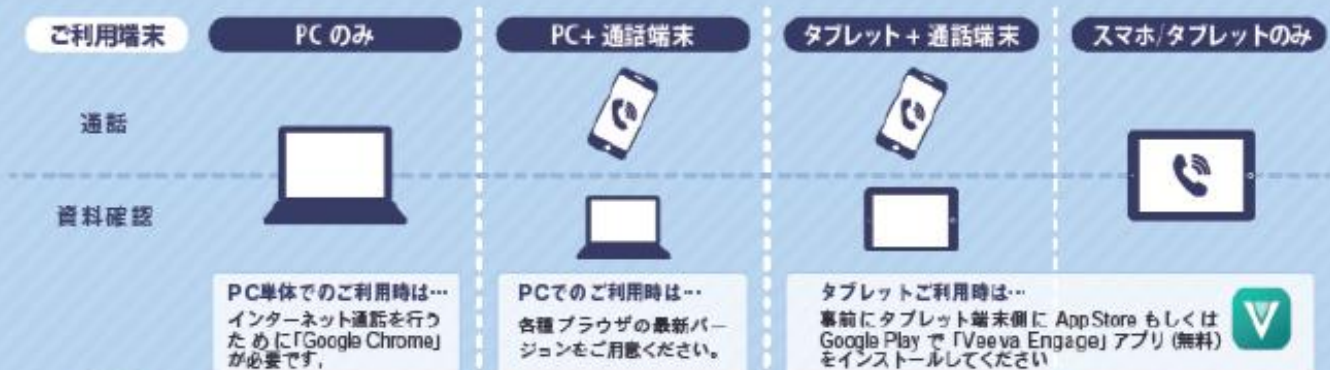 ご利用端末
PC のみ
PC+ 通話端末
タブレット + 通話端末
スマホ/タブレットのみ
通話
資料確認
PC単体でのご利用時は…
インターネット通話を行う
ために「Google Chrome」
が必要です。
PCでのご利用時は…
各種ブラウザの最新バー
ジョンをご用意ください。
タブレットご利用時は…
事前にタブレット端末側に App Store もしくは
Google Play で 「Veeva Engage」 アプリ (無料)
をインストールしてください